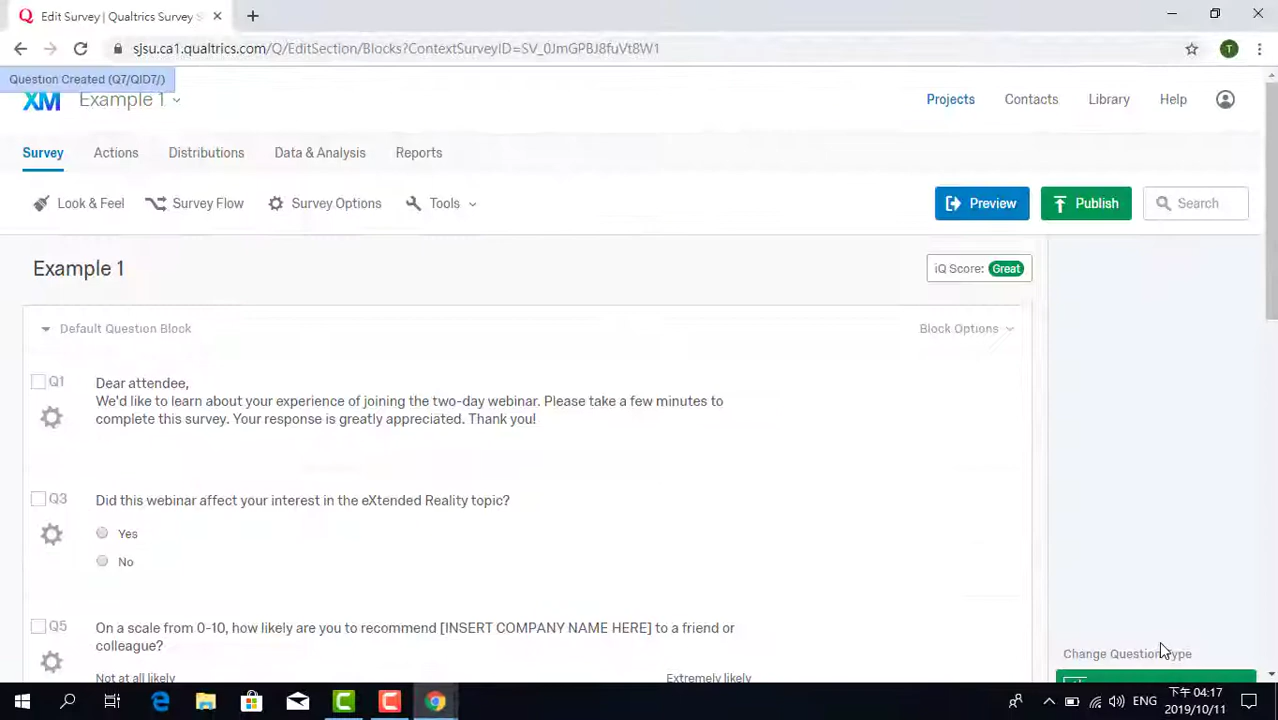 Edit Survey | Qualtrics Survey S
sjsu.ca1.qualtrics.com/Q/EditSection/Blocks?ContextSurveyID=SV_0JmGPBJ8fuVt8W1
T
Question Created (Q7/QID7/)
XM Example 1
Projects Contacts Library Help
Survey Actions Distributions Data & Analysis Reports
Look & Feel Survey Flow Survey Options Tools Preview Publish Search
Example 1 iQ Score: Great
Default Question Block Block Options
Q1 Dear attendee,
We'd like to learn about your experience of joining the two-day webinar. Please take a few minutes to
complete this survey. Your response is greatly appreciated. Thank you!
Q3 Did this webinar affect your interest in the eXtended Reality topic?
Yes
No
Q5 On a scale from 0-10, how likely are you to recommend [INSERT COMPANY NAME HERE] to a friend or
colleague?
Not at all likely Extremely likely
Change Question Type
ENG 下午 04:17
2019/10/11